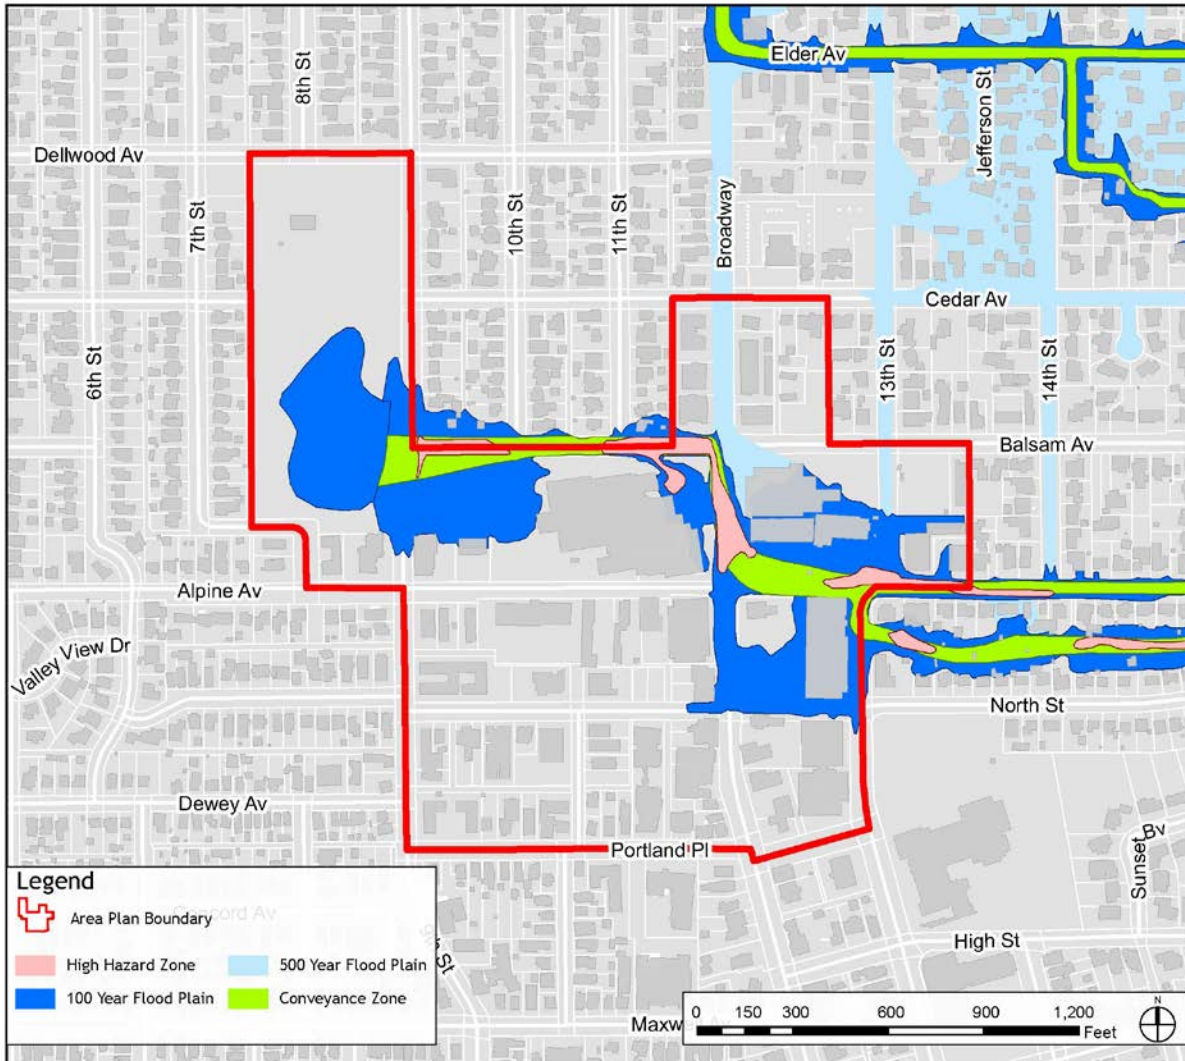 Elder Av
8th St
Jefferson St
Dellwood Av
7th St
10th St
11th St
Broadway
Cedar Av
6th St
13th St
14th St
Balsam Av
Alpine Av
Valley View Dr
North St
Dewey Av
Portland Pl
Sunset Bv
High St
Legend
Area Plan Boundary
High Hazard Zone
500 Year Flood Plain
100 Year Flood Plain
Conveyance Zone
N
0 150 300 600 900 1,200
Feet